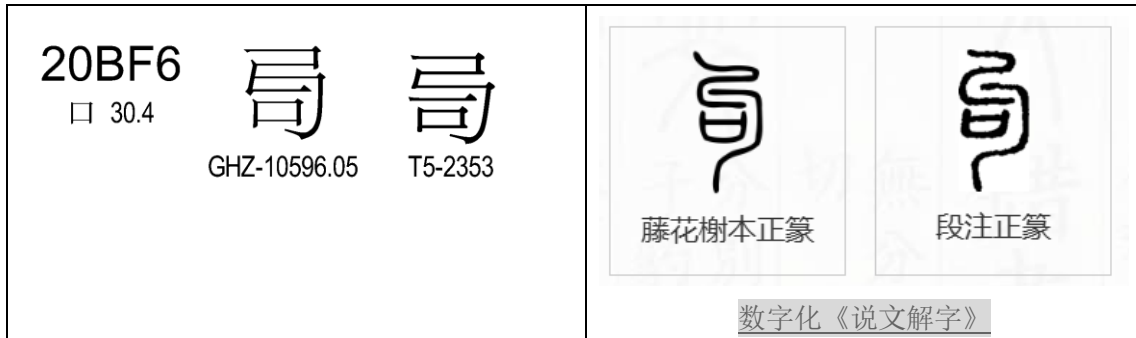 20BF6 𠯶 𠯶
口 30.4
GHZ-10596.05 T5-2353
藤花榭本正篆
段注正篆
数字化《说文解字》